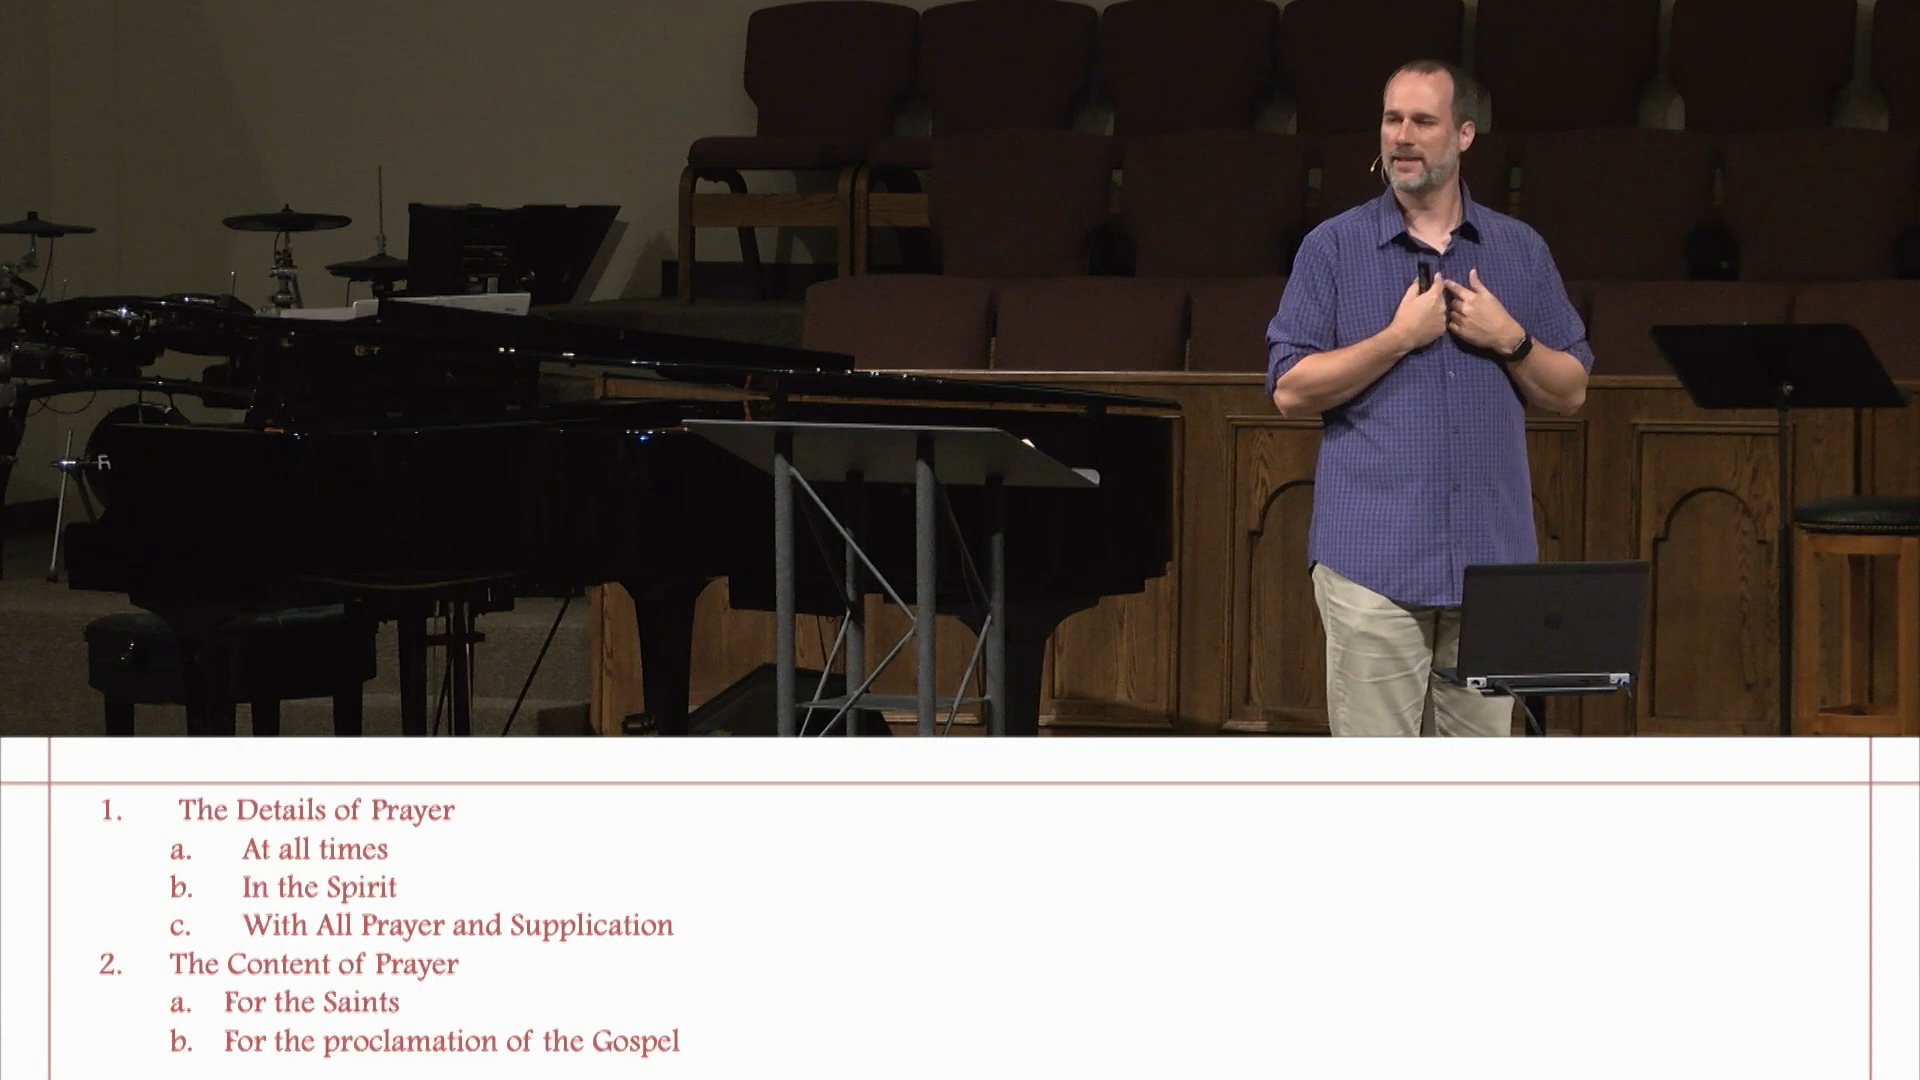 1. The Details of Prayer
a. At all times
b. In the Spirit
c. With All Prayer and Supplication
2. The Content of Prayer
a. For the Saints
b. For the proclamation of the Gospel